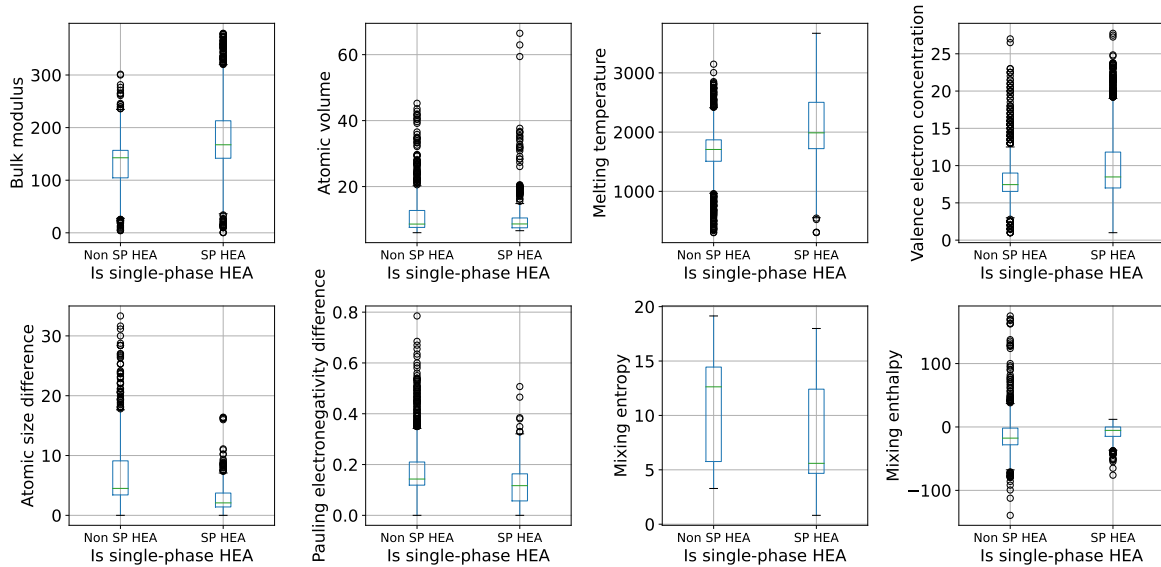 Bulk modulus
300
200
100
0
Non SP HEA SP HEA
Is single-phase HEA
Atomic volume
60
40
20
Non SP HEA SP HEA
Is single-phase HEA
Melting temperature
3000
2000
1000
Non SP HEA SP HEA
Is single-phase HEA
Valence electron concentration
25
20
15
10
5
0
Non SP HEA SP HEA
Is single-phase HEA
Atomic size difference
30
20
10
0
Non SP HEA SP HEA
Is single-phase HEA
Pauling electronegativity difference
0.8
0.6
0.4
0.2
0.0
Non SP HEA SP HEA
Is single-phase HEA
Mixing entropy
20
15
10
5
0
Non SP HEA SP HEA
Is single-phase HEA
Mixing enthalpy
100
0
−100
Non SP HEA SP HEA
Is single-phase HEA